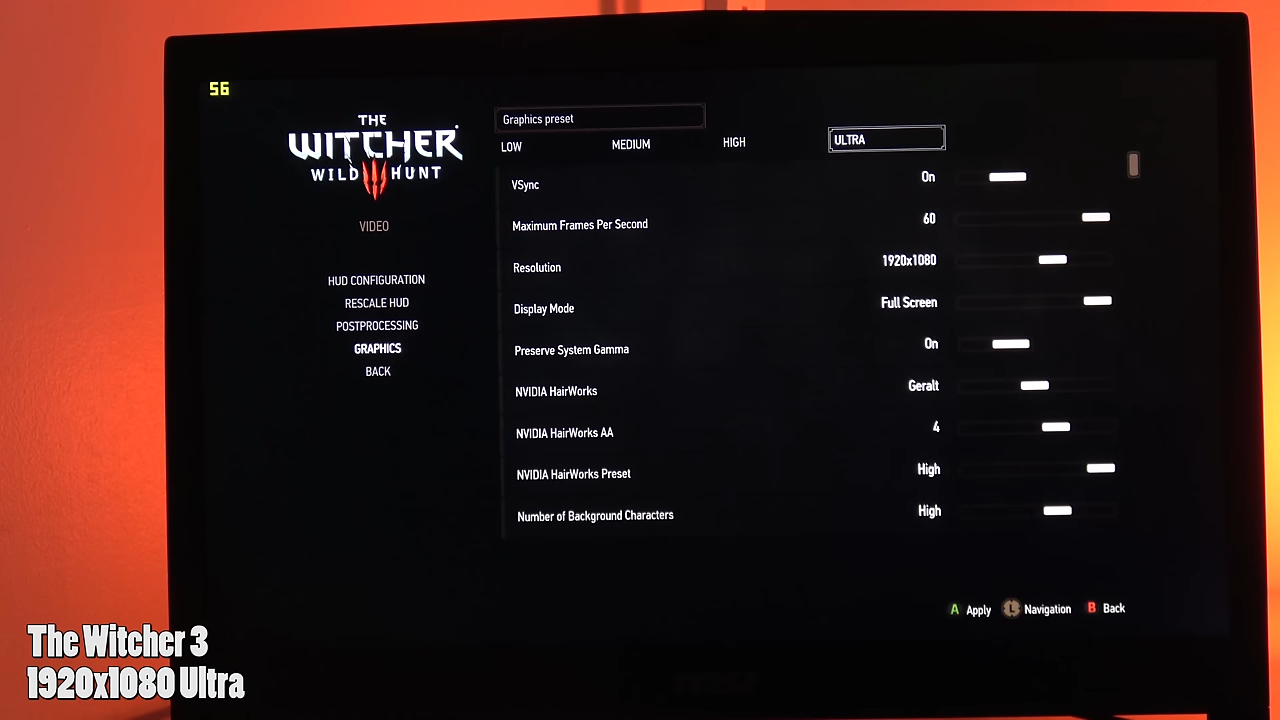 56
THE
WITCHER
WILD HUNT
VIDEO
HUD CONFIGURATION
RESCALE HUD
POSTPROCESSING
GRAPHICS
BACK
Graphics preset
LOW MEDIUM HIGH ULTRA
VSync On
Maximum Frames Per Second 60
Resolution 1920x1080
Display Mode Full Screen
Preserve System Gamma On
NVIDIA HairWorks Geralt
NVIDIA HairWorks AA 4
NVIDIA HairWorks Preset High
Number of Background Characters High
A Apply L Navigation B Back
The Witcher 3
1920x1080 Ultra